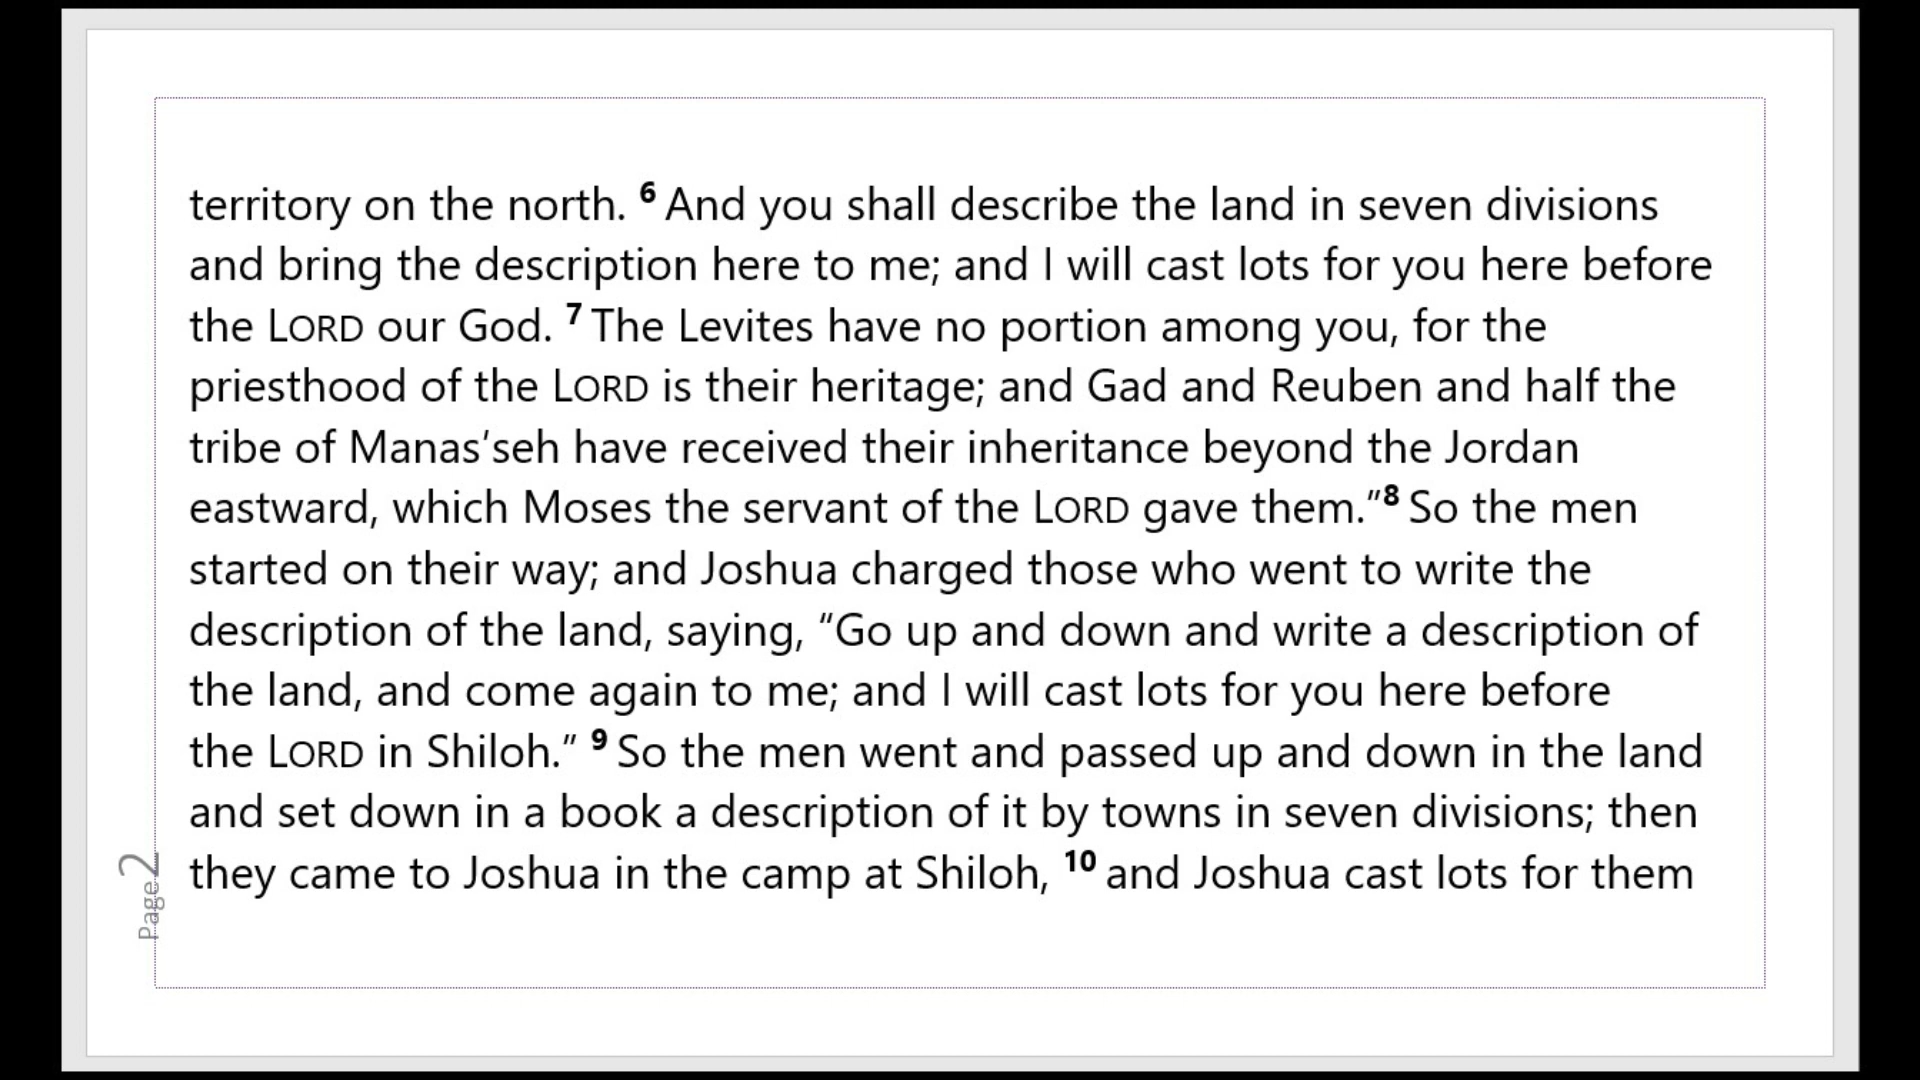 territory on the north. 6 And you shall describe the land in seven divisions
and bring the description here to me; and I will cast lots for you here before
the LORD our God. 7 The Levites have no portion among you, for the
priesthood of the LORD is their heritage; and Gad and Reuben and half the
tribe of Manas′seh have received their inheritance beyond the Jordan
eastward, which Moses the servant of the LORD gave them.”8 So the men
started on their way; and Joshua charged those who went to write the
description of the land, saying, “Go up and down and write a description of
the land, and come again to me; and I will cast lots for you here before
the LORD in Shiloh.” 9 So the men went and passed up and down in the land
and set down in a book a description of it by towns in seven divisions; then
they came to Joshua in the camp at Shiloh, 10 and Joshua cast lots for them
Page2